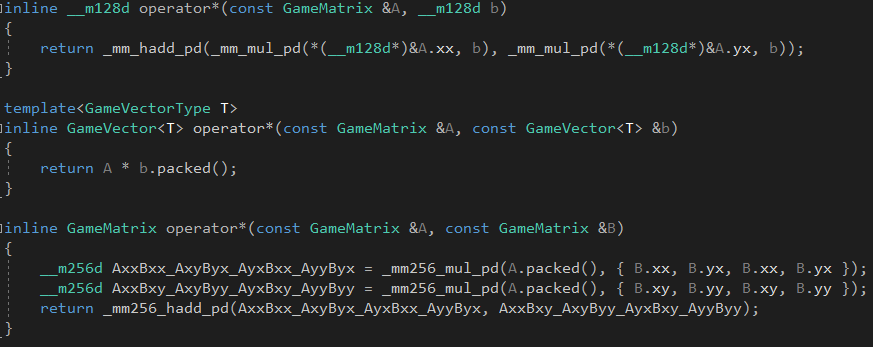 inline __m128d operator*(const GameMatrix &A, __m128d b)
{
    return _mm_hadd_pd(_mm_mul_pd(*(__m128d*)&A.xx, b), _mm_mul_pd(*(__m128d*)&A.yx, b));
}
template<GameVectorType T>
inline GameVector<T> operator*(const GameMatrix &A, const GameVector<T> &b)
{
    return A * b.packed();
}
inline GameMatrix operator*(const GameMatrix &A, const GameMatrix &B)
{
    __m256d AxxBxx_AxyByx_AyxBxx_AyyByx = _mm256_mul_pd(A.packed(), { B.xx, B.yx, B.xx, B.yx });
    __m256d AxxBxy_AxyByy_AyxBxy_AyyByy = _mm256_mul_pd(A.packed(), { B.xy, B.yy, B.xy, B.yy });
    return _mm256_hadd_pd(AxxBxx_AxyByx_AyxBxx_AyyByx, AxxBxy_AxyByy_AyxBxy_AyyByy);
}